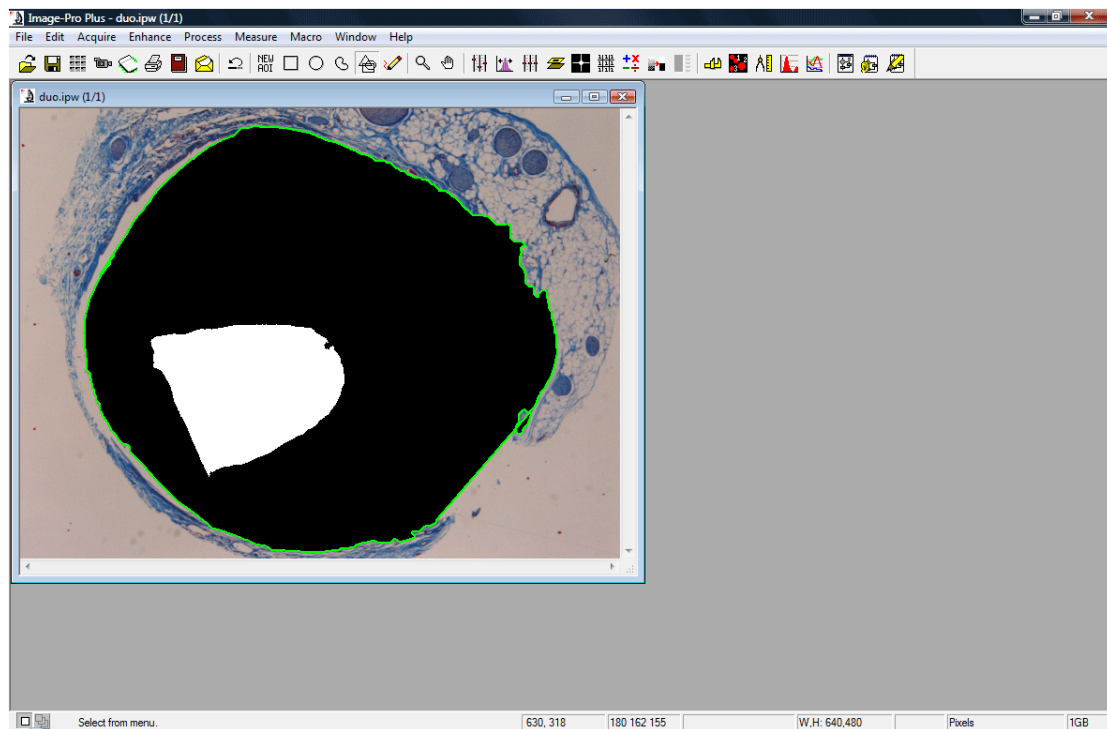 Image-Pro Plus - duo.ipw (1/1)
File Edit Acquire Enhance Process Measure Macro Window Help
NEW AOI
duo.ipw (1/1)
Select from menu. 630, 318 180 162 155 W.H: 640,480 Pixels 1GB